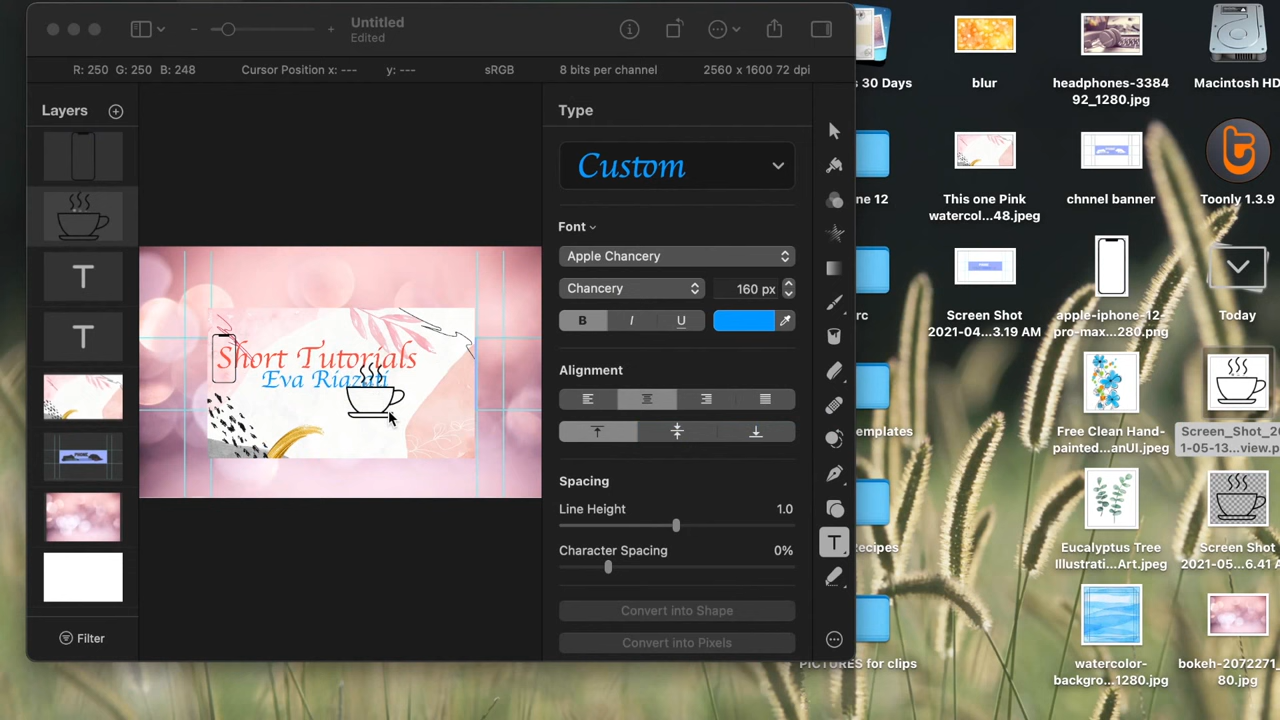 Untitled
Edited
R: 250 G: 250 B: 248
Cursor Position x: ---
y: ---
sRGB
8 bits per channel
2560 x 1600 72 dpi
Layers
T
T
Filter
Short Tutorials
Eva Riazati
Type
Custom
Font
Apple Chancery
Chancery
160 px
B I U
Alignment
Spacing
Line Height
1.0
Character Spacing
0%
Convert into Shape
Convert into Pixels
T
s 30 Days
blur
headphones-3384
92_1280.jpg
Macintosh HD
ne 12
This one Pink
watercol...48.jpeg
chnnel banner
Toonly 1.3.9
rc
Screen Shot
2021-04...3.19 AM
apple-iphone-12-
pro-max...280.png
Today
emplates
Free Clean Hand-
painted...anUI.jpeg
Screen_Shot_20
1-05-13...view.p
ecipes
Eucalyptus Tree
Illustrati...Art.jpeg
Screen Shot
2021-05...6.41 A
PICTURES for clips
watercolor-
backgro...1280.jpg
bokeh-2072271_
80.jpg